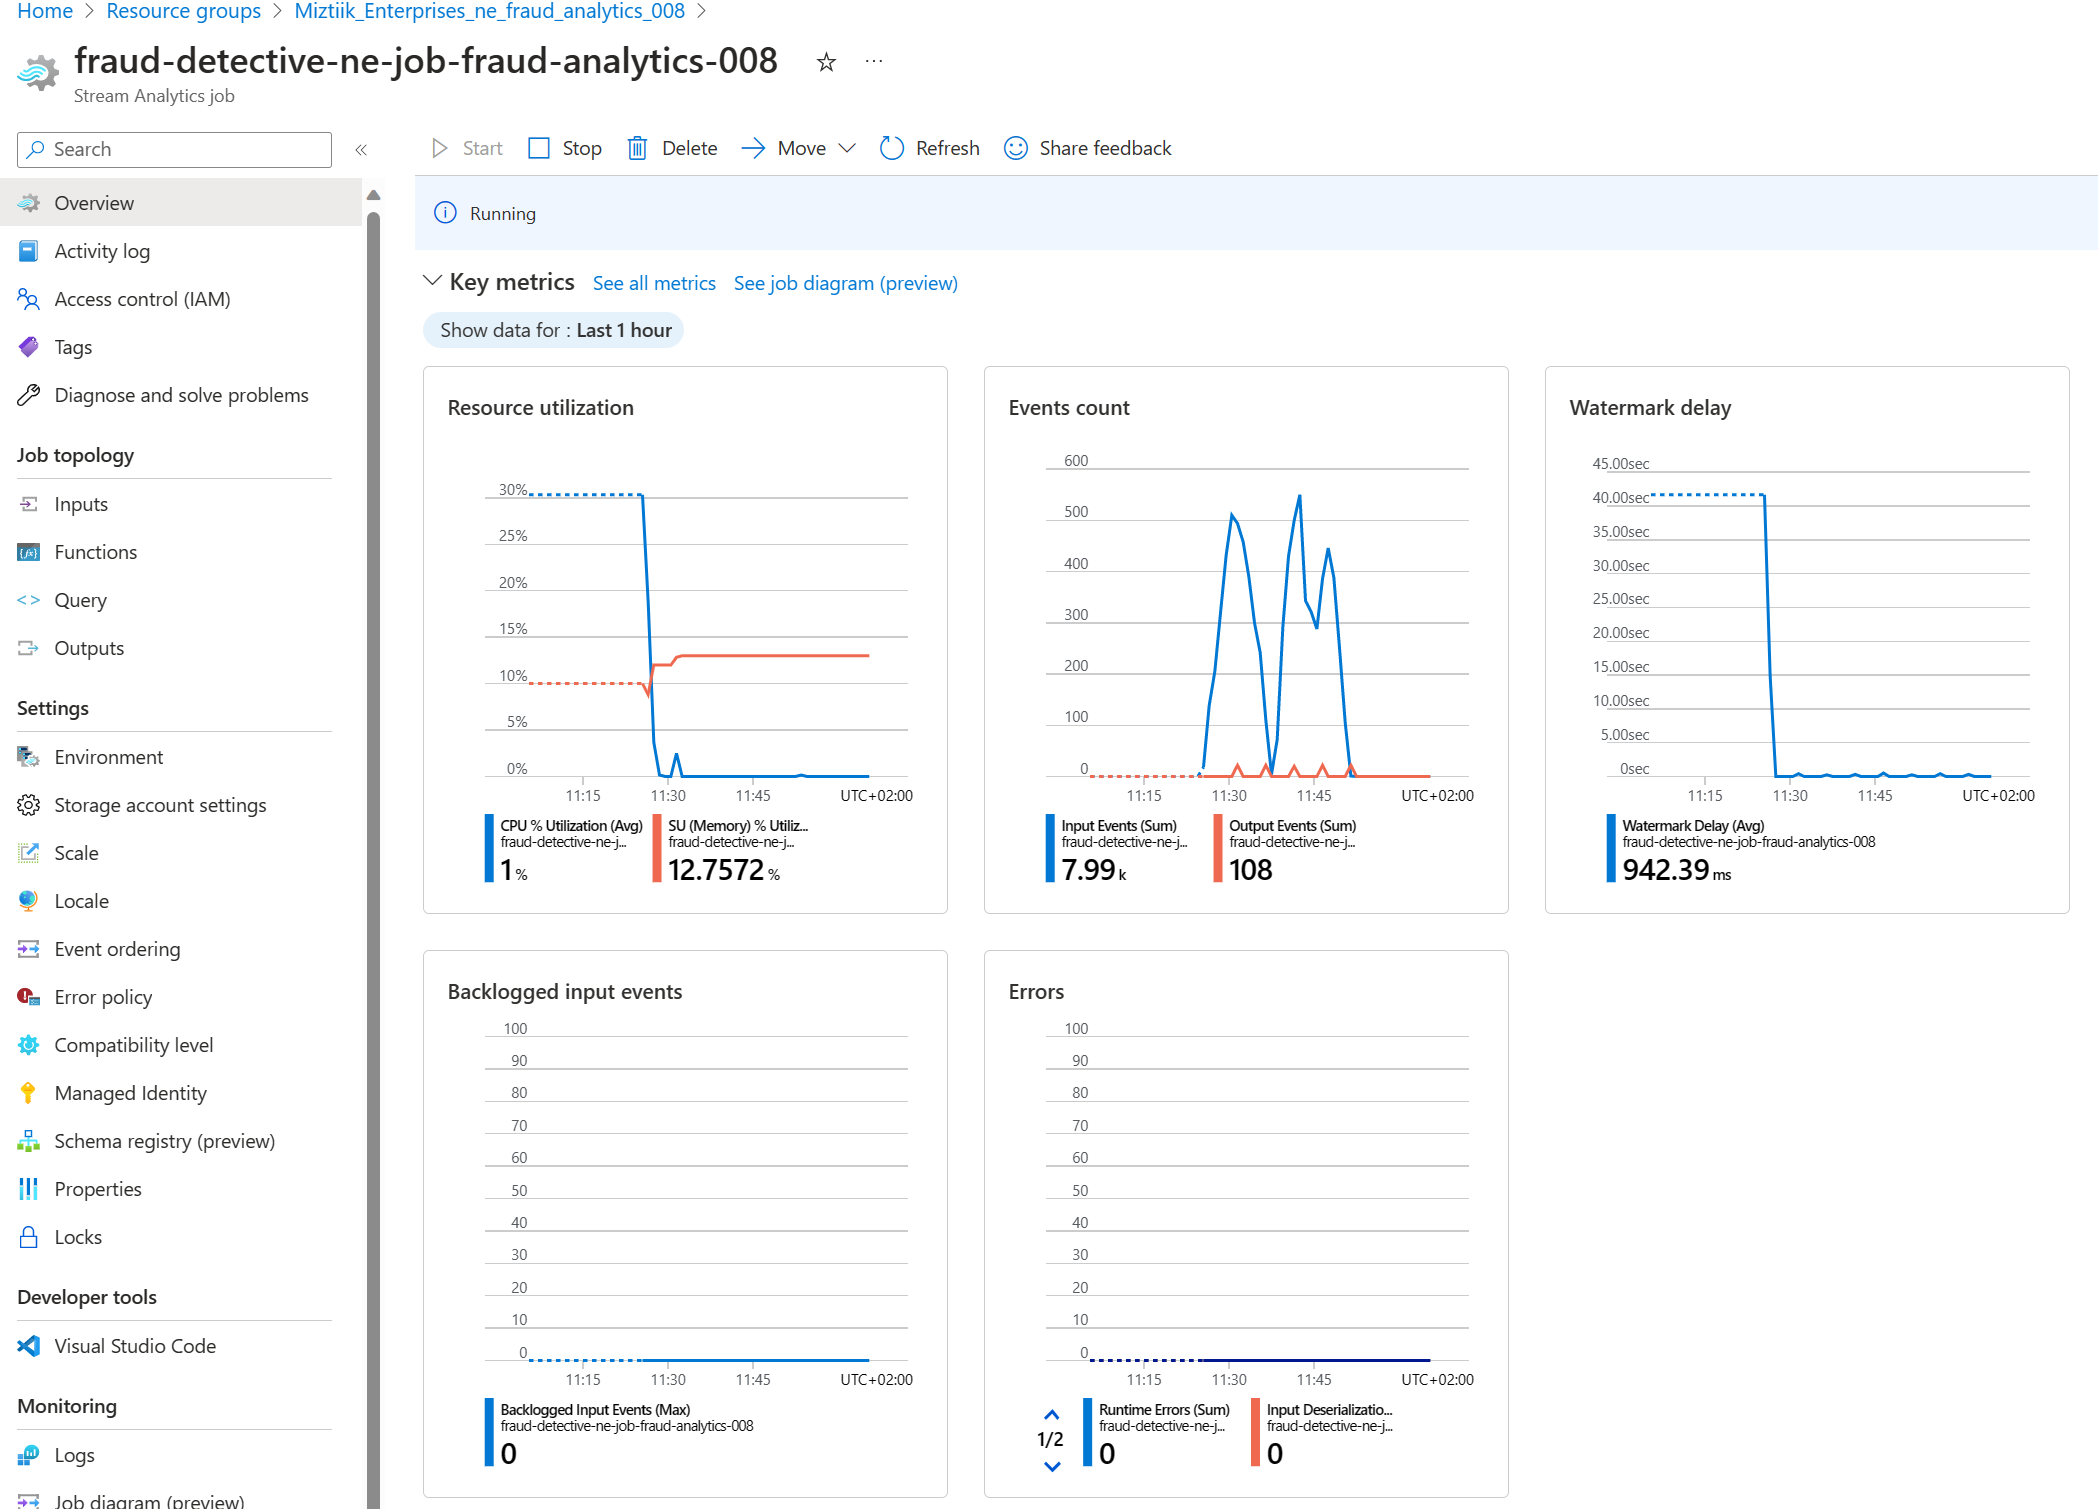 Home > Resource groups > Miztiik_Enterprises_ne_fraud_analytics_008 >
fraud-detective-ne-job-fraud-analytics-008
Stream Analytics job
Search
Start Stop Delete Move Refresh Share feedback
Overview
Activity log
Access control (IAM)
Tags
Diagnose and solve problems
Job topology
Inputs
Functions
Query
Outputs
Settings
Environment
Storage account settings
Scale
Locale
Event ordering
Error policy
Compatibility level
Managed Identity
Schema registry (preview)
Properties
Locks
Developer tools
Visual Studio Code
Monitoring
Logs
Job diagram (preview)
Running
Key metrics See all metrics See job diagram (preview)
Show data for : Last 1 hour
Resource utilization
30%
25%
20%
15%
10%
5%
0%
11:15 11:30 11:45 UTC+02:00
CPU % Utilization (Avg)
fraud-detective-ne-j...
1 %
SU (Memory) % Utiliz...
fraud-detective-ne-j...
12.7572 %
Events count
600
500
400
300
200
100
0
11:15 11:30 11:45 UTC+02:00
Input Events (Sum)
fraud-detective-ne-j...
7.99 k
Output Events (Sum)
fraud-detective-ne-j...
108
Watermark delay
45.00sec
40.00sec
35.00sec
30.00sec
25.00sec
20.00sec
15.00sec
10.00sec
5.00sec
0sec
11:15 11:30 11:45 UTC+02:00
Watermark Delay (Avg)
fraud-detective-ne-job-fraud-analytics-008
942.39 ms
Backlogged input events
100
90
80
70
60
50
40
30
20
10
0
11:15 11:30 11:45 UTC+02:00
Backlogged Input Events (Max)
fraud-detective-ne-job-fraud-analytics-008
0
Errors
100
90
80
70
60
50
40
30
20
10
0
11:15 11:30 11:45 UTC+02:00
1/2
Runtime Errors (Sum)
fraud-detective-ne-j...
0
Input Deserializatio...
fraud-detective-ne-j...
0